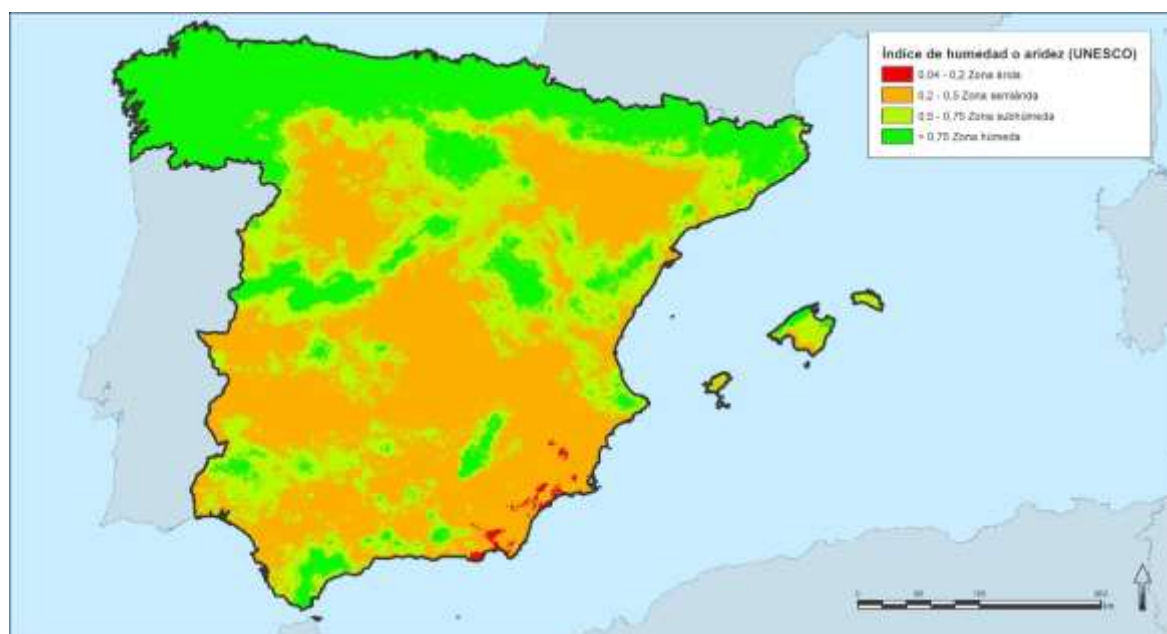 Índice de humedad o aridez (UNESCO)
0,04 - 0,2 Zona árida
0,2 - 0,5 Zona semiárida
0,5 - 0,75 Zona subhúmeda
> 0,75 Zona húmeda
0